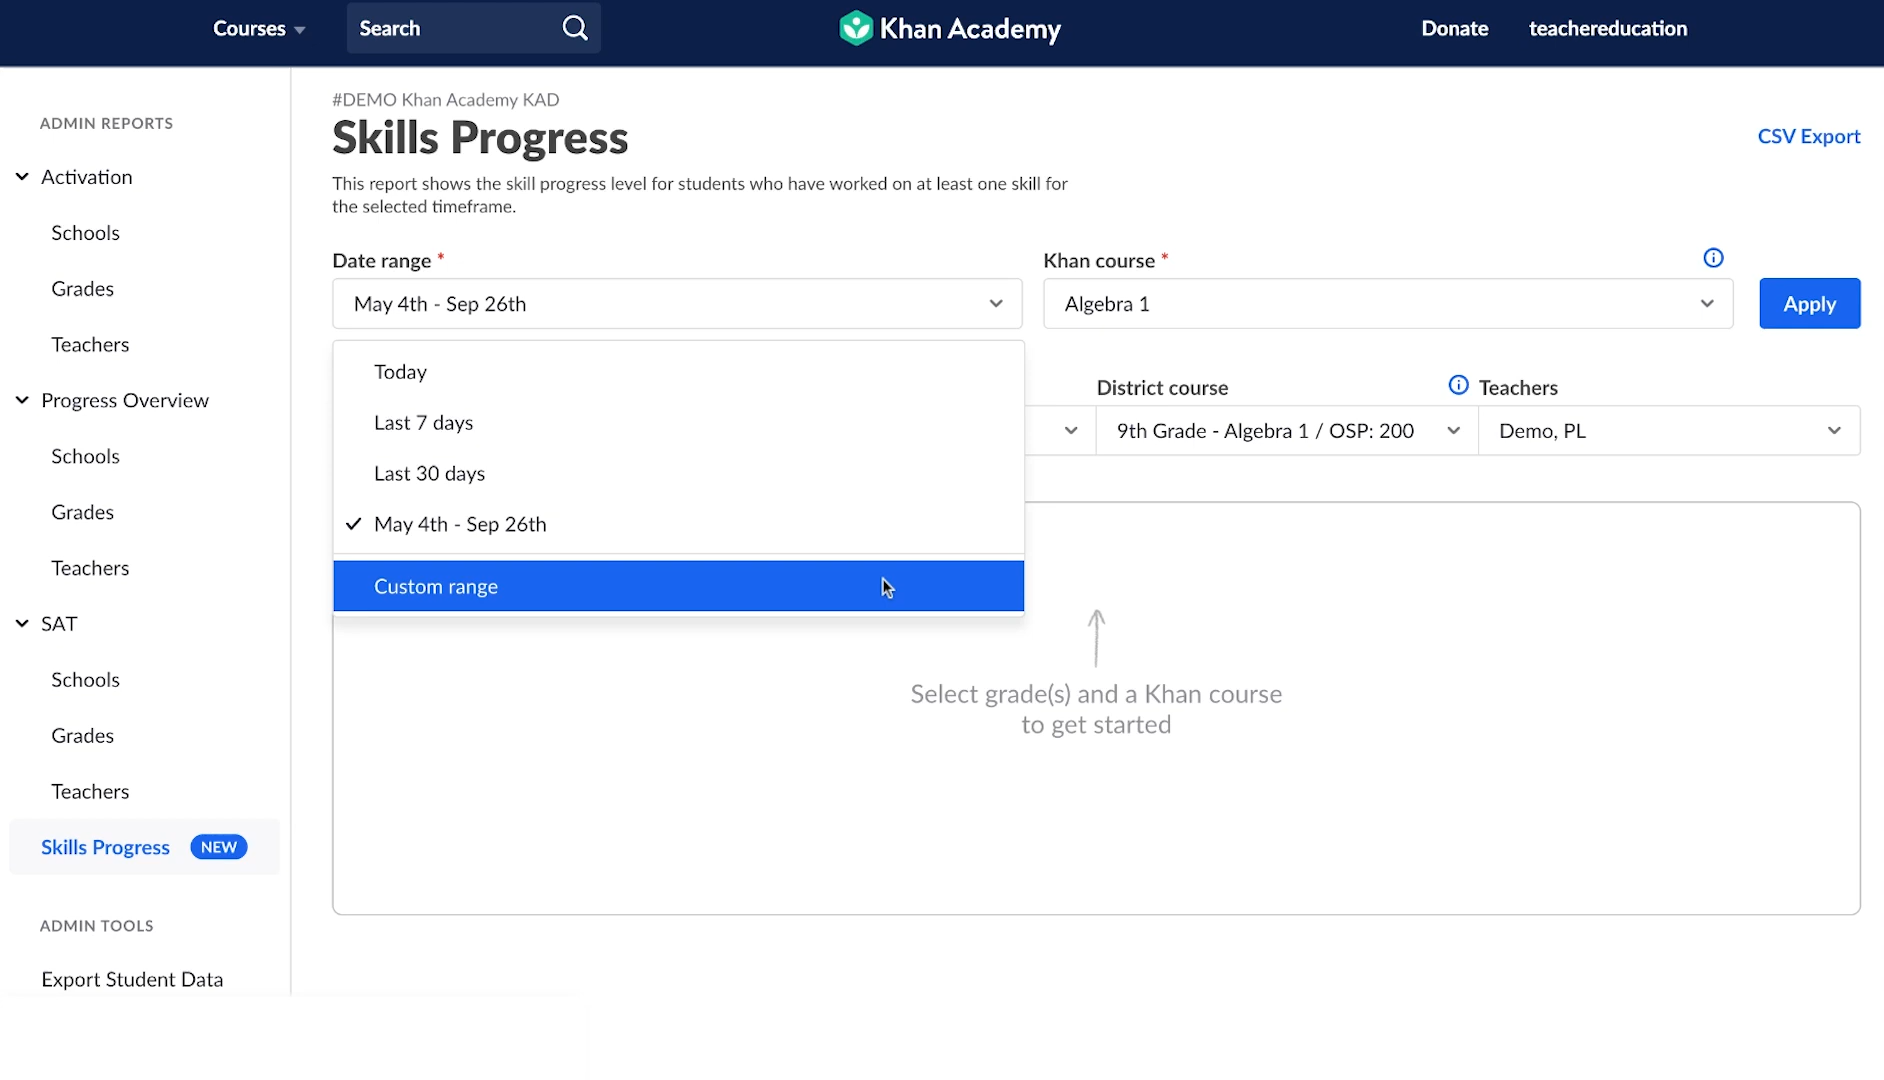 Courses
Search
Khan Academy
Donate
teachereducation
ADMIN REPORTS
Activation
Schools
Grades
Teachers
Progress Overview
Schools
Grades
Teachers
SAT
Schools
Grades
Teachers
Skills Progress NEW
ADMIN TOOLS
Export Student Data
#DEMO Khan Academy KAD
Skills Progress
CSV Export
This report shows the skill progress level for students who have worked on at least one skill for
the selected timeframe.
Date range *
May 4th - Sep 26th
Khan course *
Algebra 1
Apply
Today
Last 7 days
Last 30 days
May 4th - Sep 26th
Custom range
District course
9th Grade - Algebra 1 / OSP: 200
Teachers
Demo, PL
Select grade(s) and a Khan course
to get started